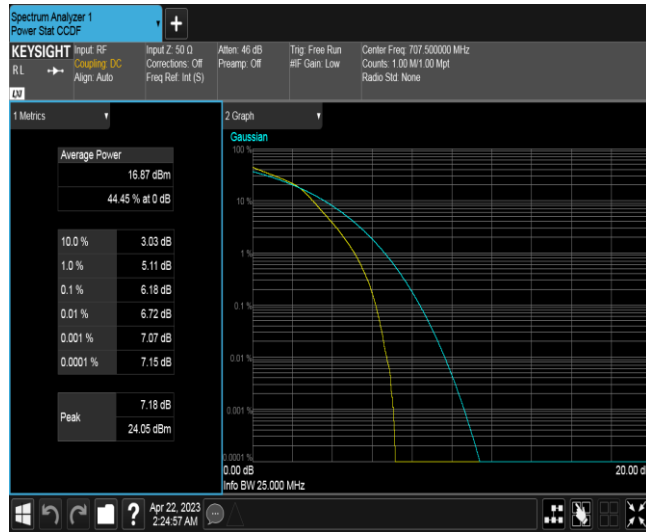 Spectrum Analyzer 1
Power Stat CCDF
+
KEYSIGHT
RL
LXI
Input: RF
Coupling: DC
Align: Auto
Input Z: 50 Ω
Corrections: Off
Freq Ref: Int (S)
Atten: 46 dB
Preamp: Off
Trig: Free Run
#IF Gain: Low
Center Freq: 707.500000 MHz
Counts: 1.00 M/1.00 Mpt
Radio Std: None
1 Metrics
Average Power
16.87 dBm
44.45 % at 0 dB
10.0 % 3.03 dB
1.0 % 5.11 dB
0.1 % 6.18 dB
0.01 % 6.72 dB
0.001 % 7.07 dB
0.0001 % 7.15 dB
Peak
7.18 dB
24.05 dBm
2 Graph
Gaussian
100 %
10 %
1 %
0.1 %
0.01 %
0.001 %
0.0001 %
0.00 dB
20.00 d
Info BW 25.000 MHz
?
Apr 22, 2023
2:24:57 AM